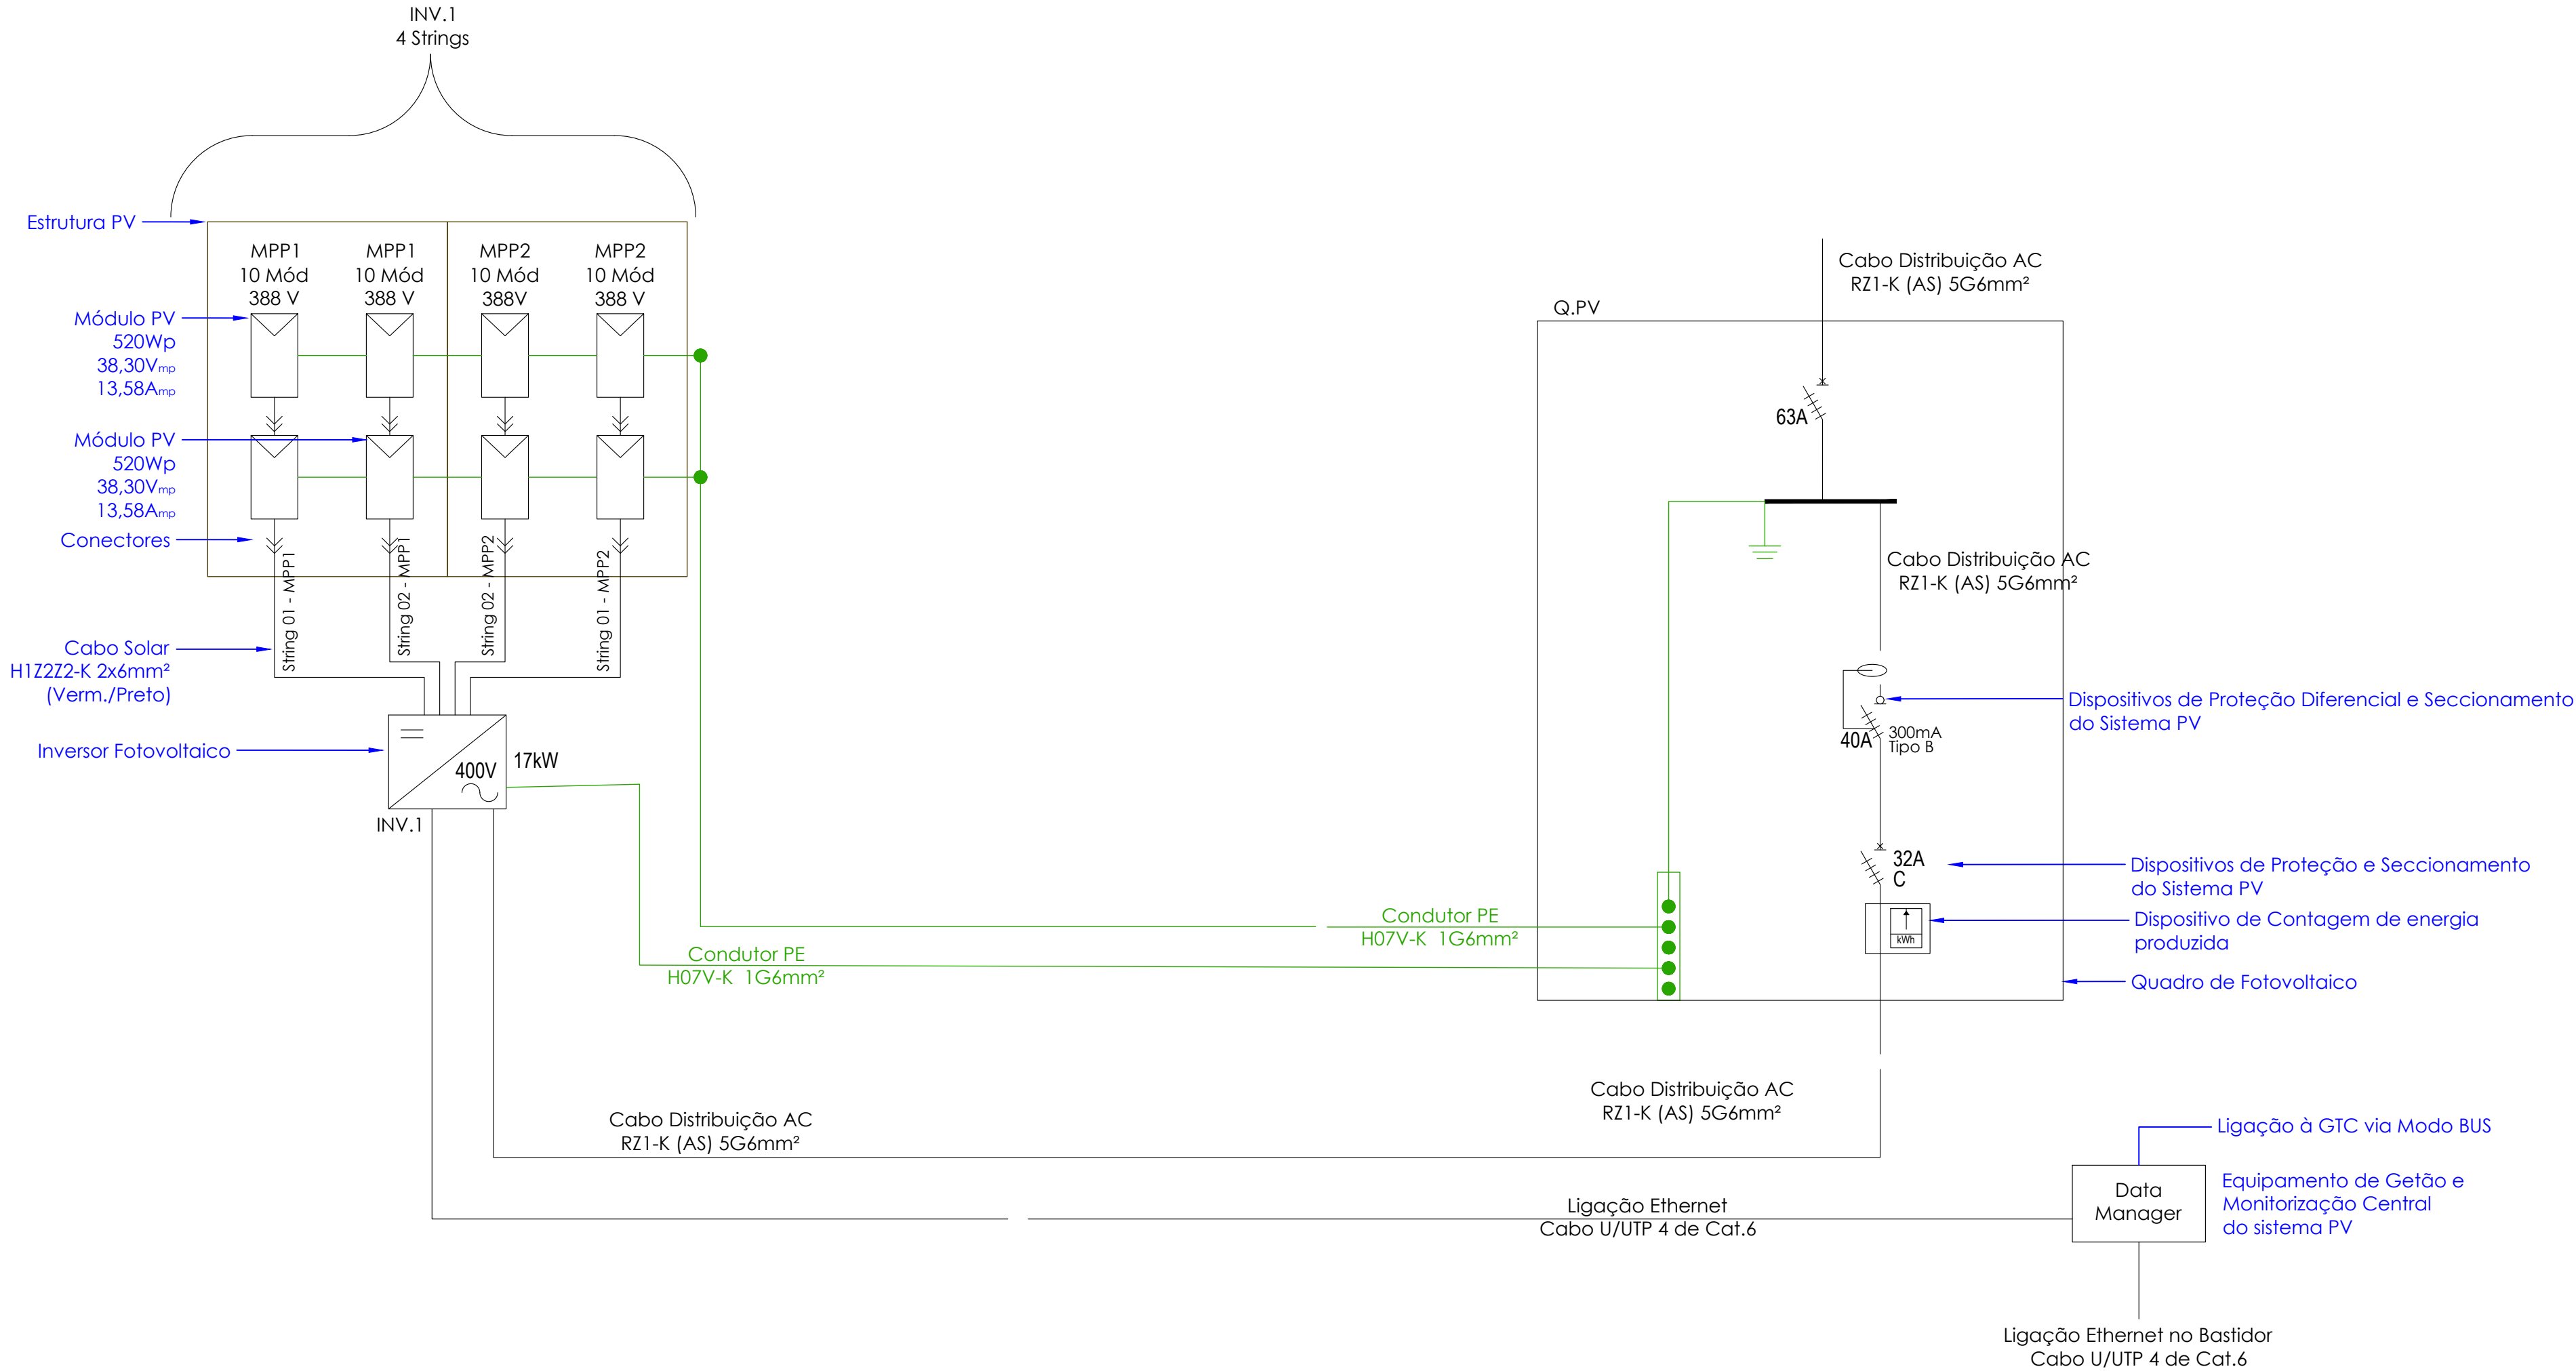 INV.1
4 Strings
Estrutura PV
MPP1
10 Mód
388 V
MPP1
10 Mód
388 V
MPP2
10 Mód
388V
MPP2
10 Mód
388 V
Módulo PV
520Wp
38,30Vmp
13,58Amp
Módulo PV
520Wp
38,30Vmp
13,58Amp
Conectores
String 01 - MPP1
String 02 - MPP1
String 02 - MPP2
String 01 - MPP2
Cabo Solar
H1Z2Z2-K 2x6mm²
(Verm./Preto)
Inversor Fotovoltaico
400V
17kW
INV.1
Cabo Distribuição AC
RZ1-K (AS) 5G6mm²
Q.PV
63A
Cabo Distribuição AC
RZ1-K (AS) 5G6mm²
Dispositivos de Proteção Diferencial e Seccionamento
do Sistema PV
40A
300mA
Tipo B
32A
C
Dispositivos de Proteção e Seccionamento
do Sistema PV
kWh
Dispositivo de Contagem de energia
produzida
Quadro de Fotovoltaico
Condutor PE
H07V-K 1G6mm²
Condutor PE
H07V-K 1G6mm²
Cabo Distribuição AC
RZ1-K (AS) 5G6mm²
Cabo Distribuição AC
RZ1-K (AS) 5G6mm²
Ligação à GTC via Modo BUS
Data
Manager
Equipamento de Getão e
Monitorização Central
do sistema PV
Ligação Ethernet
Cabo U/UTP 4 de Cat.6
Ligação Ethernet no Bastidor
Cabo U/UTP 4 de Cat.6